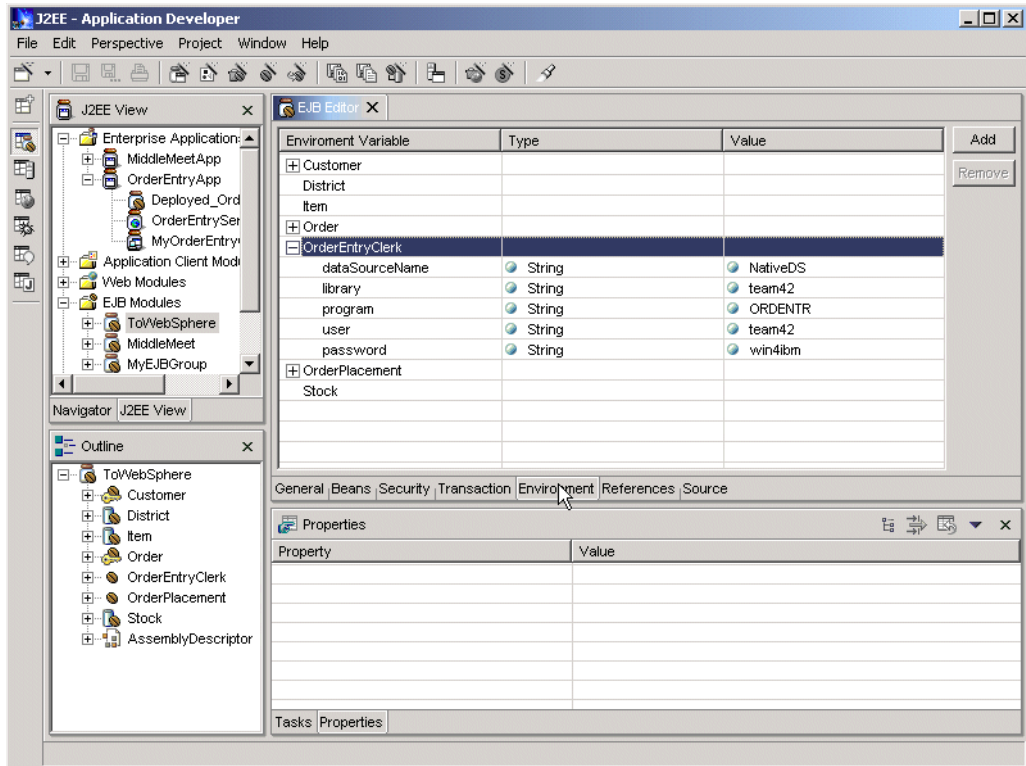 J2EE - Application Developer
File Edit Perspective Project Window Help
J2EE View
Enterprise Application:
MiddleMeetApp
OrderEntryApp
Deployed_Ord
OrderEntrySer
MyOrderEntry
Application Client Modu
Web Modules
EJB Modules
ToWebSphere
MiddleMeet
MyEJBGroup
Navigator J2EE View
Outline
ToWebSphere
Customer
District
Item
Order
OrderEntryClerk
OrderPlacement
Stock
AssemblyDescriptor
EJB Editor
Enviroment Variable Type Value
Customer
District
Item
Order
OrderEntryClerk
dataSourceName String NativeDS
library String team42
program String ORDENTR
user String team42
password String win4ibm
OrderPlacement
Stock
Add
Remove
General Beans Security Transaction Environment References Source
Properties
Property Value
Tasks Properties